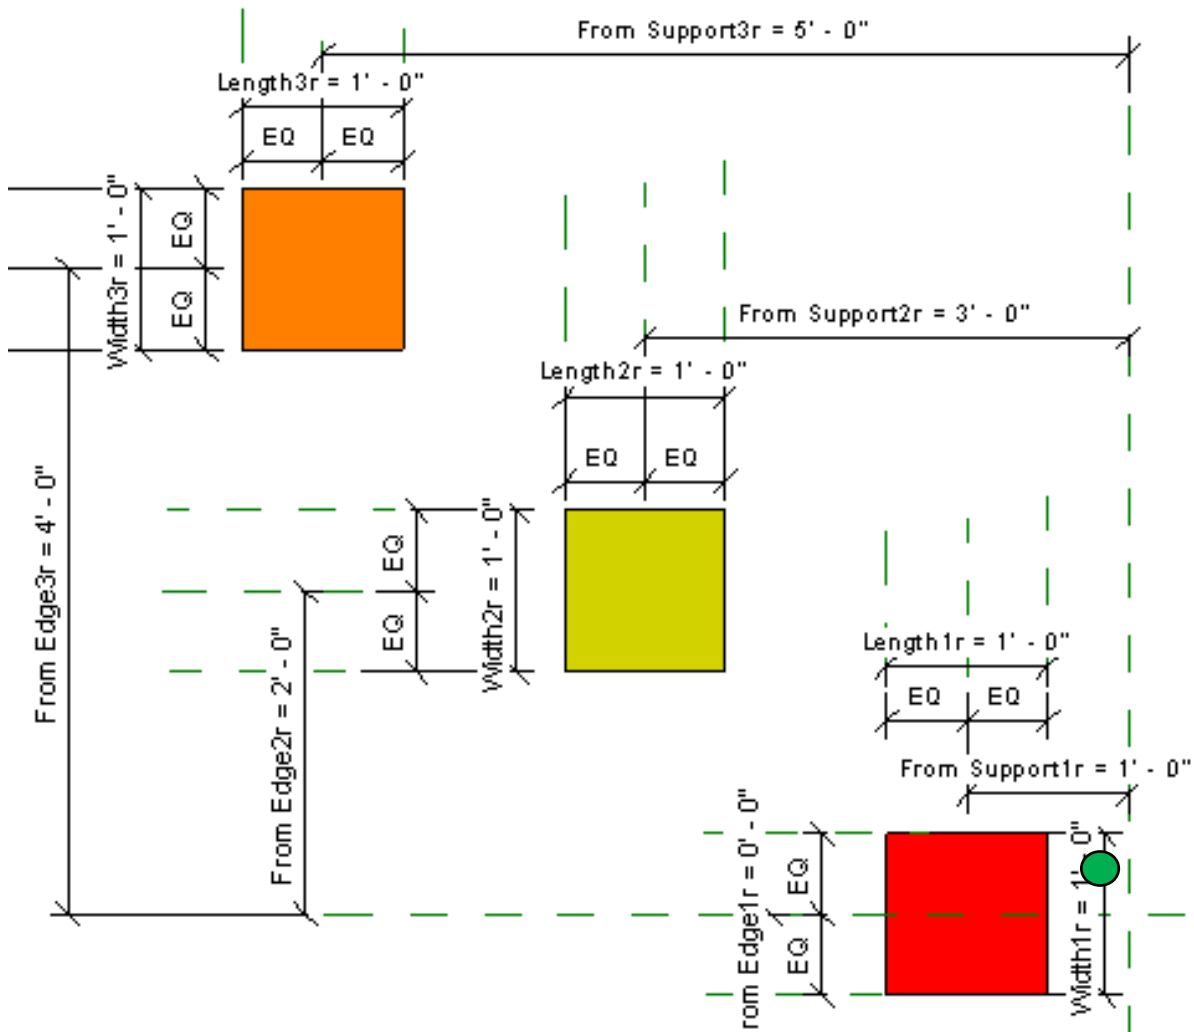 From Support3r = 5' - 0"
Length3r = 1' - 0"
EQ EQ
Width3r = 1' - 0"
EQ
EQ
From Support2r = 3' - 0"
Length2r = 1' - 0"
EQ EQ
From Edge3r = 4' - 0"
EQ
EQ
Width2r = 1' - 0"
From Edge2r = 2' - 0"
Length1r = 1' - 0"
EQ EQ
From Support1r = 1' - 0"
rom Edge1r = 0' - 0"
EQ
EQ
Width1r = 1' 0"